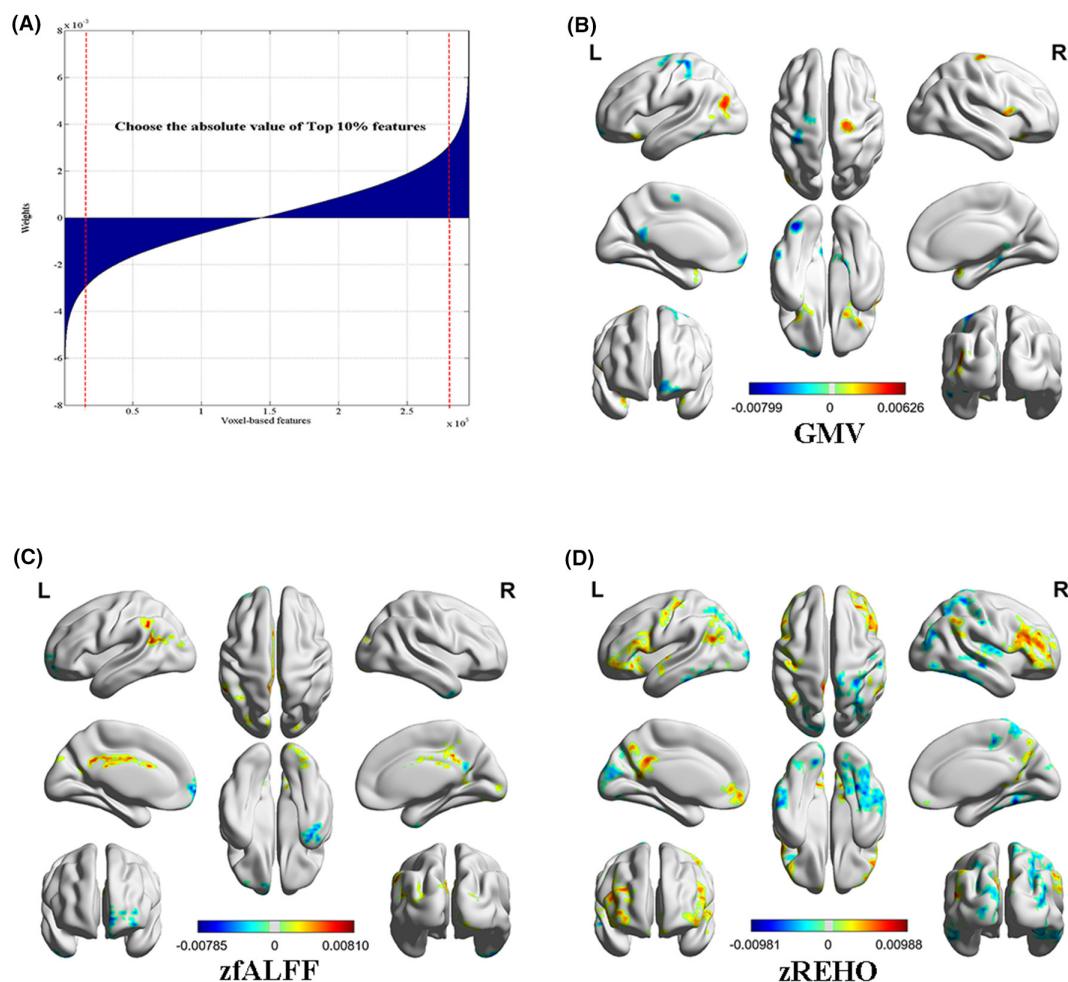 (A)
8 x 10⁻³
6
4
2
0
-2
-4
-6
-8
Weights
Choose the absolute value of Top 10% features
0.5
1
1.5
2
2.5
x 10⁵
Voxel-based features
(B)
L
R
-0.00799
0
0.00626
GMV
(C)
L
R
-0.00785
0
0.00810
zfALFF
(D)
L
R
-0.00981
0
0.00988
zREHO